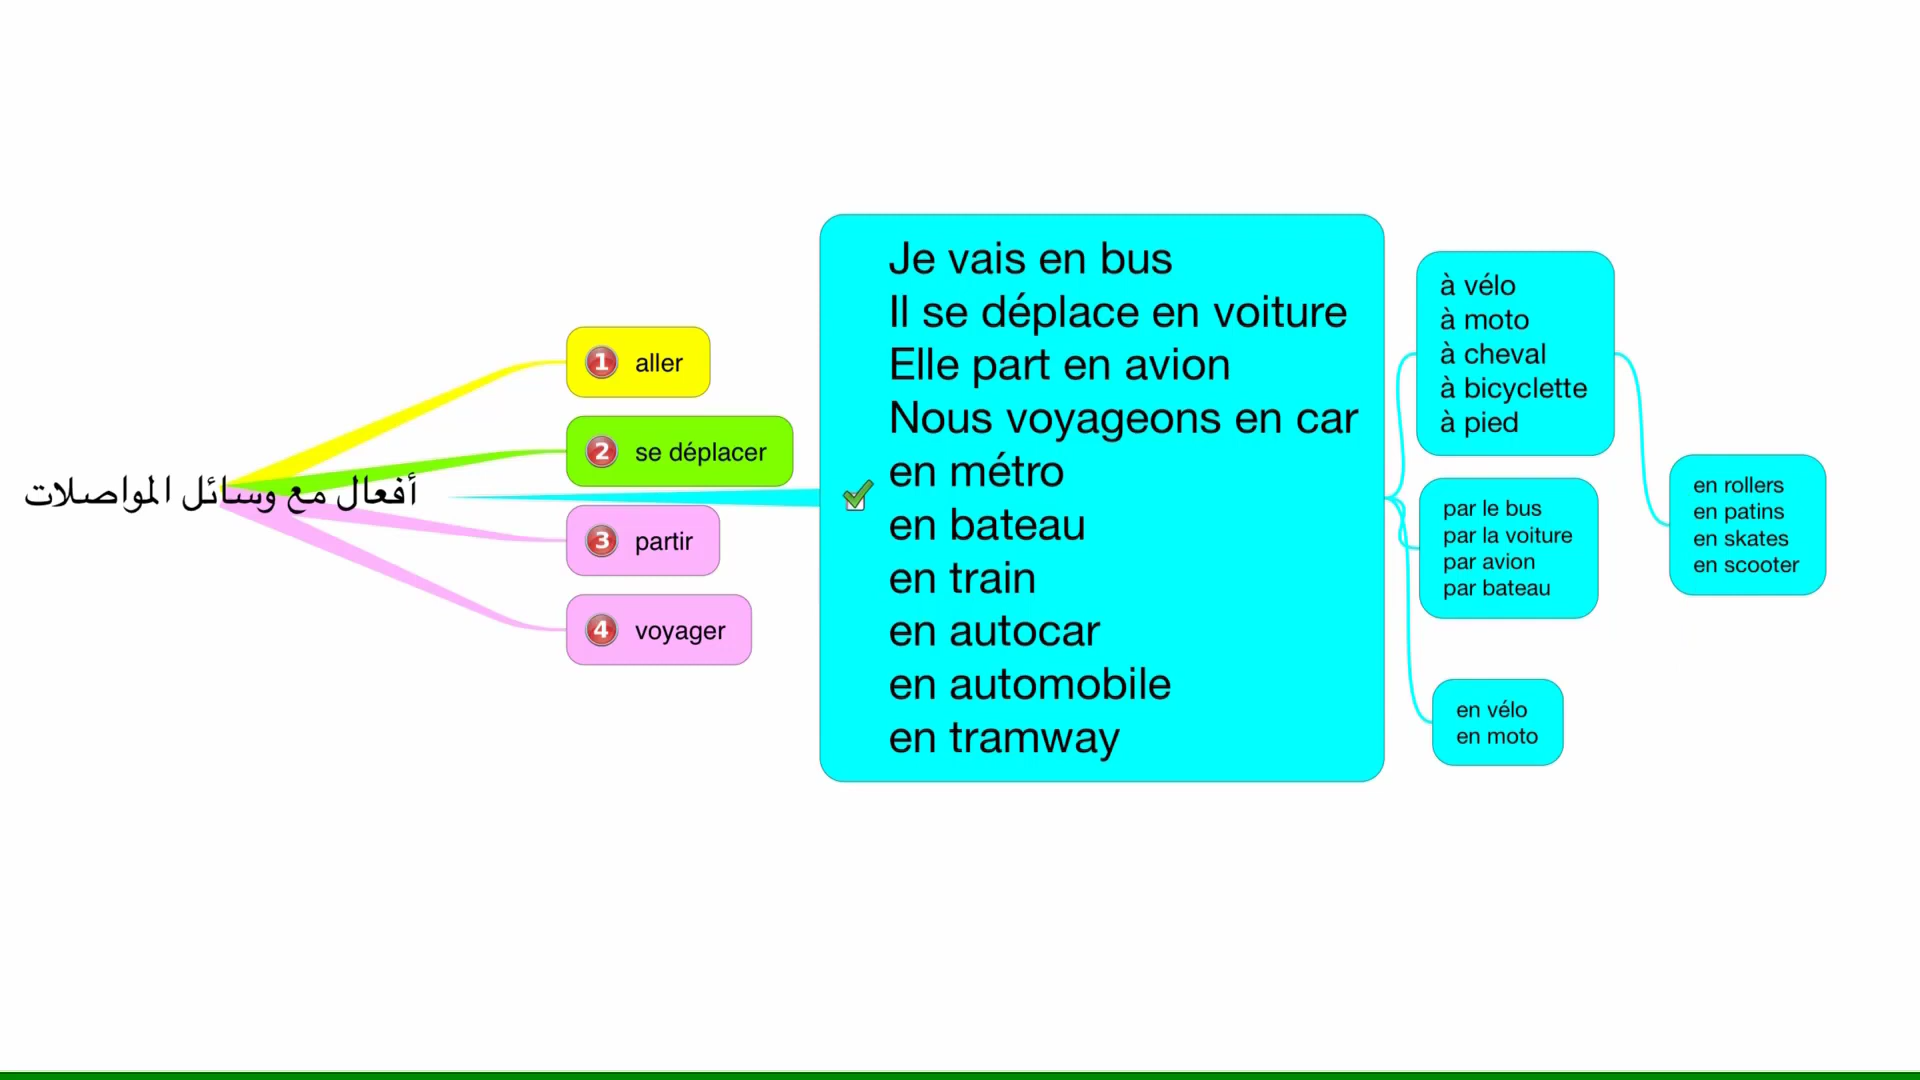 أفعال مع وسائل المواصلات
1 aller
2 se déplacer
3 partir
4 voyager
Je vais en bus
Il se déplace en voiture
Elle part en avion
Nous voyageons en car
en métro
en bateau
en train
en autocar
en automobile
en tramway
à vélo
à moto
à cheval
à bicyclette
à pied
par le bus
par la voiture
par avion
par bateau
en vélo
en moto
en rollers
en patins
en skates
en scooter